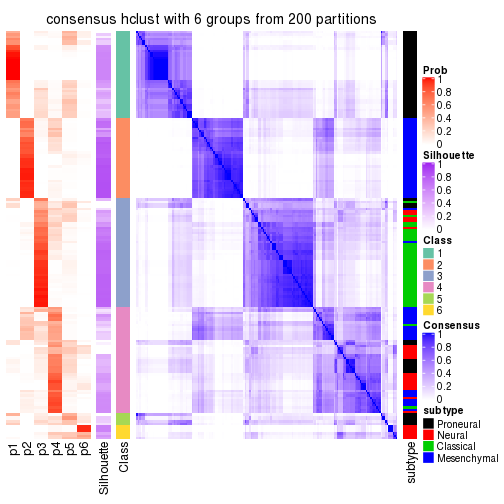 consensus hclust with 6 groups from 200 partitions
Prob
1
0.8
0.6
0.4
0.2
0
Silhouette
1
0.8
0.6
0.4
0.2
0
Class
1
2
3
4
5
6
Consensus
1
0.8
0.6
0.4
0.2
0
subtype
Proneural
Neural
Classical
Mesenchymal
p1
p2
p3
p4
p5
p6
Silhouette
Class
subtype